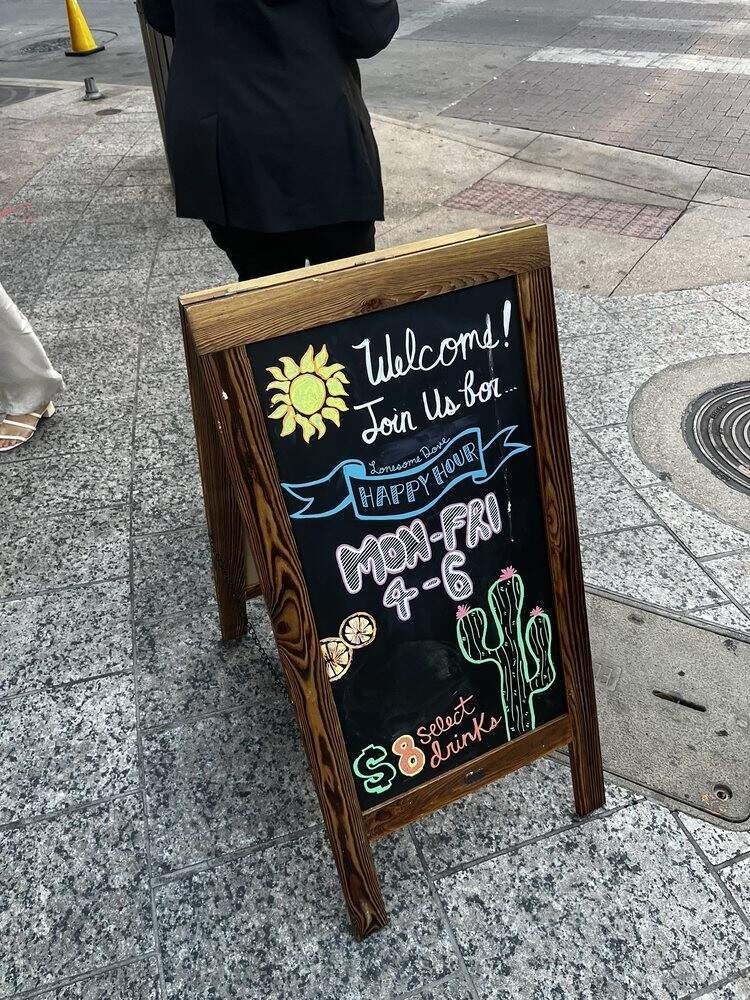 Welcome!
Join Us for...
Lonesome Dove
HAPPY HOUR
MON-FRI
4-6
$8 select
drinks